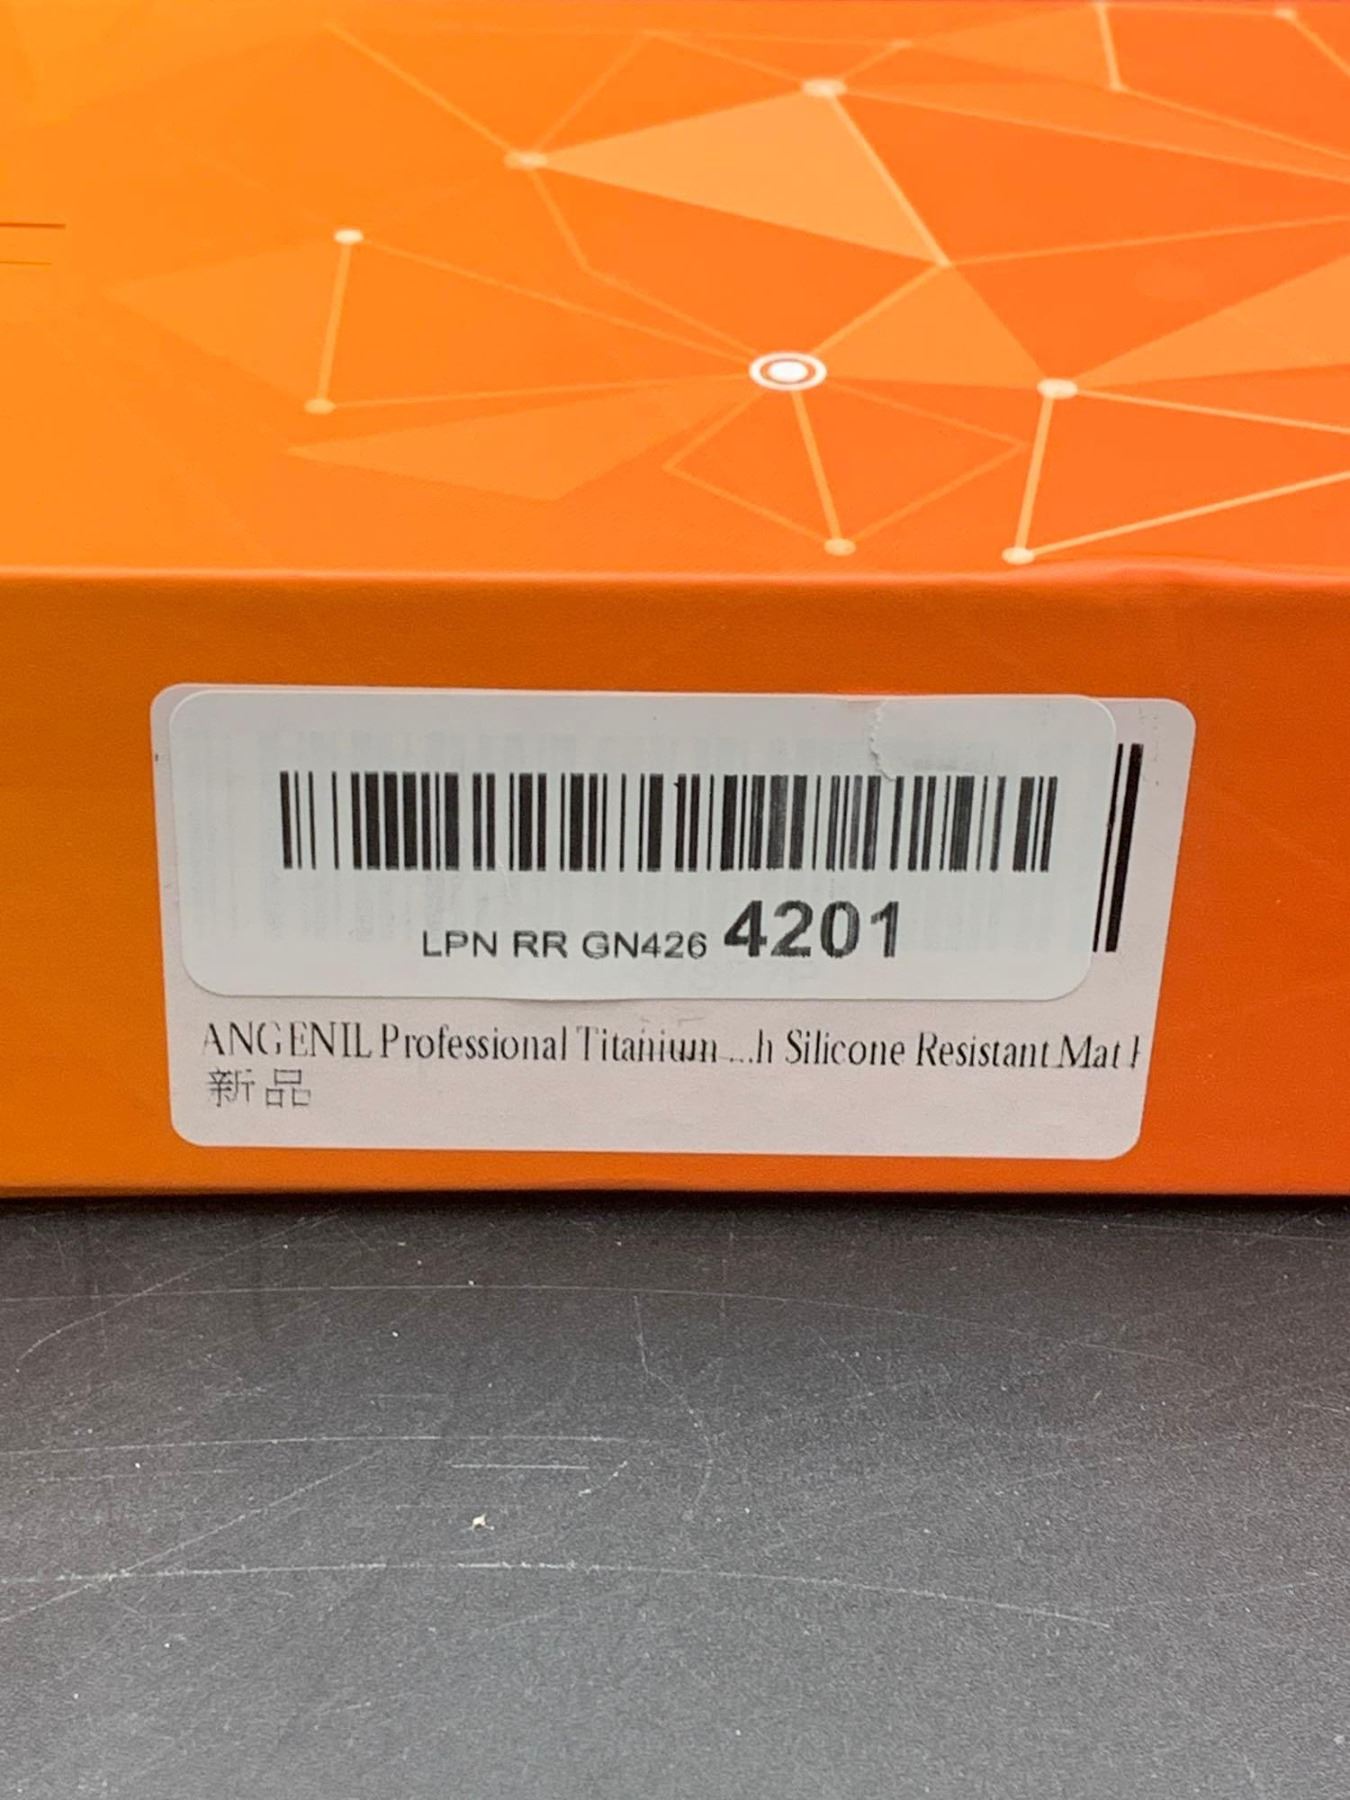 LPN RR GN426 4201
ANGENIL Professional Titanium ...h Silicone Resistant Mat
新品